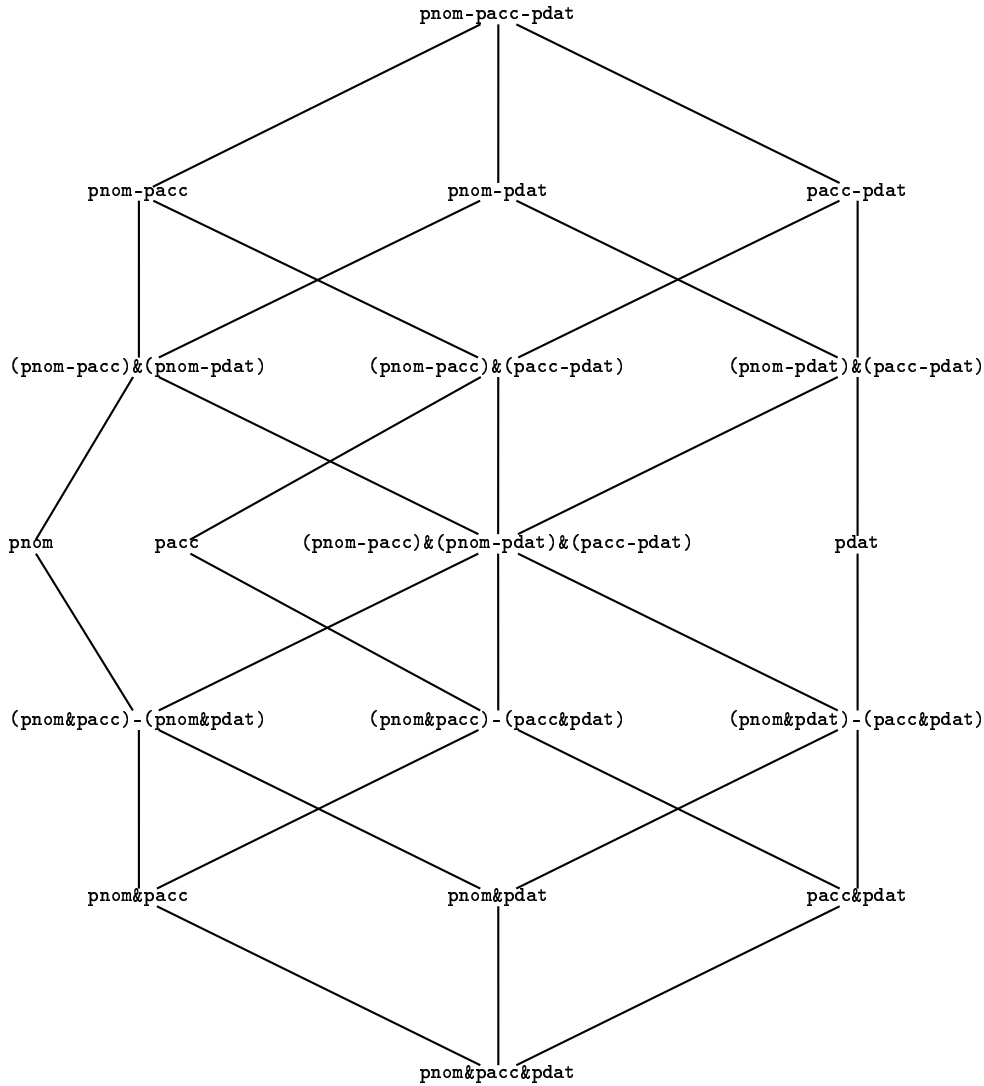 pnom-pacc-pdat
pnom-pacc pnom-pdat pacc-pdat
(pnom-pacc)&(pnom-pdat) (pnom-pacc)&(pacc-pdat) (pnom-pdat)&(pacc-pdat)
pnom pacc (pnom-pacc)&(pnom-pdat)&(pacc-pdat) pdat
(pnom&pacc)-(pnom&pdat) (pnom&pacc)-(pacc&pdat) (pnom&pdat)-(pacc&pdat)
pnom&pacc pnom&pdat pacc&pdat
pnom&pacc&pdat